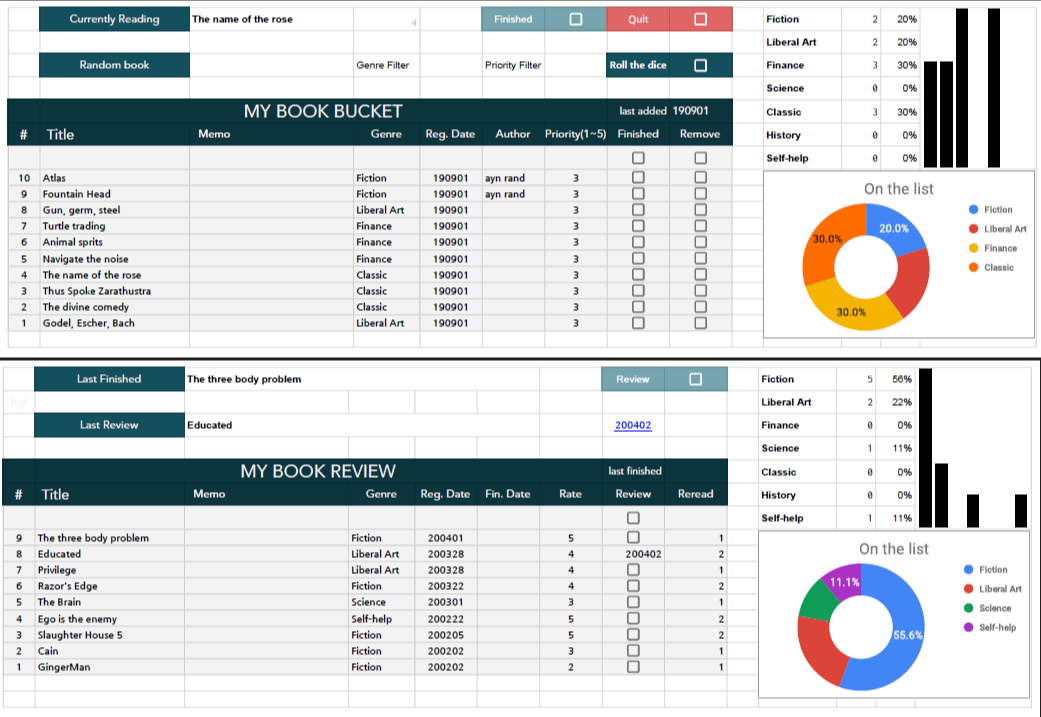 Currently Reading The name of the rose 4 Finished Quit
Random book Genre Filter Priority Filter Roll the dice
MY BOOK BUCKET last added 190901
# Title Memo Genre Reg. Date Author Priority(1~5) Finished Remove
10 Atlas Fiction 190901 ayn rand 3
9 Fountain Head Fiction 190901 ayn rand 3
8 Gun, germ, steel Liberal Art 190901 3
7 Turtle trading Finance 190901 3
6 Animal sprits Finance 190901 3
5 Navigate the noise Finance 190901 3
4 The name of the rose Classic 190901 3
3 Thus Spoke Zarathustra Classic 190901 3
2 The divine comedy Classic 190901 3
1 Godel, Escher, Bach Liberal Art 190901 3
Fiction 2 20%
Liberal Art 2 20%
Finance 3 30%
Science 0 0%
Classic 3 30%
History 0 0%
Self-help 0 0%
On the list
20.0%
30.0%
30.0%
Fiction
Liberal Art
Finance
Classic
Last Finished The three body problem Review
hgf
Last Review Educated 200402
MY BOOK REVIEW last finished
# Title Memo Genre Reg. Date Fin. Date Rate Review Reread
9 The three body problem Fiction 200401 5 1
8 Educated Liberal Art 200328 4 200402 2
7 Privilege Liberal Art 200328 4 1
6 Razor's Edge Fiction 200322 4 2
5 The Brain Science 200301 3 1
4 Ego is the enemy Self-help 200222 5 2
3 Slaughter House 5 Fiction 200205 5 2
2 Cain Fiction 200202 3 1
1 GingerMan Fiction 200202 2 1
Fiction 5 56%
Liberal Art 2 22%
Finance 0 0%
Science 1 11%
Classic 0 0%
History 0 0%
Self-help 1 11%
On the list
11.1%
55.6%
Fiction
Liberal Art
Science
Self-help